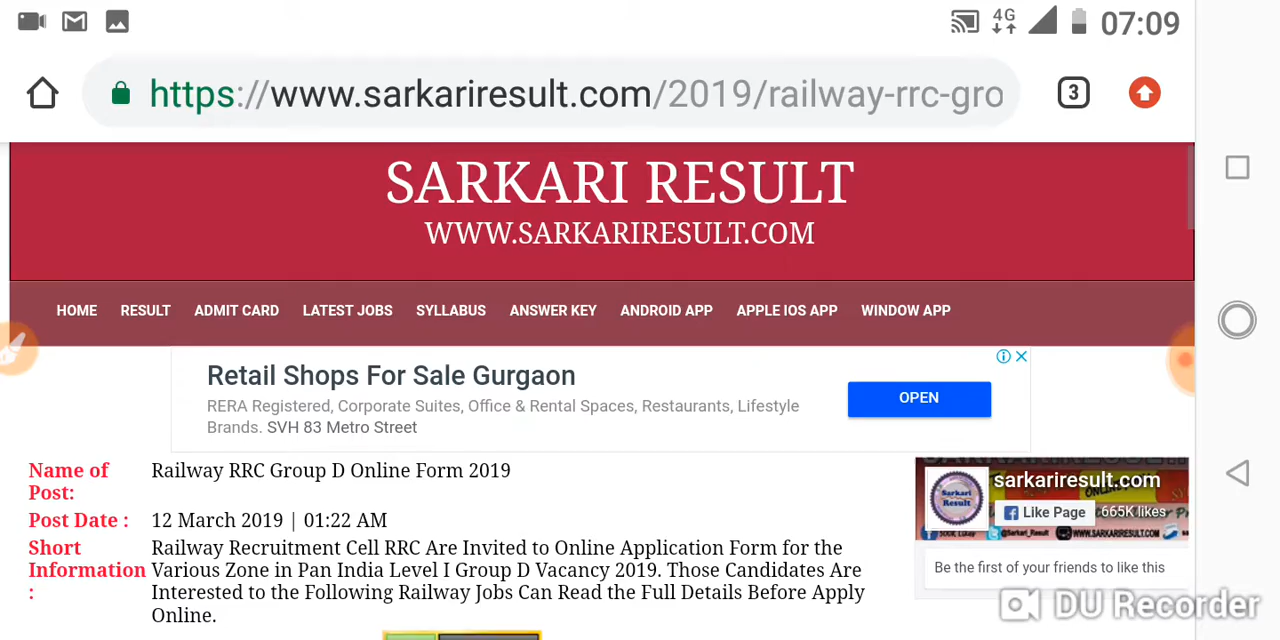 4G 07:09
https://www.sarkariresult.com/2019/railway-rrc-gro 3
SARKARI RESULT
WWW.SARKARIRESULT.COM
HOME RESULT ADMIT CARD LATEST JOBS SYLLABUS ANSWER KEY ANDROID APP APPLE IOS APP WINDOW APP
Retail Shops For Sale Gurgaon
RERA Registered, Corporate Suites, Office & Rental Spaces, Restaurants, Lifestyle
Brands. SVH 83 Metro Street
OPEN
Name of Post: Railway RRC Group D Online Form 2019
Post Date : 12 March 2019 | 01:22 AM
Short Information : Railway Recruitment Cell RRC Are Invited to Online Application Form for the
Various Zone in Pan India Level I Group D Vacancy 2019. Those Candidates Are
Interested to the Following Railway Jobs Can Read the Full Details Before Apply
Online.
sarkariresult.com
Sarkari Result
Like Page 665K likes
@Sarkari_Result WWW.SARKARIRESULT.COM
Be the first of your friends to like this
DU Recorder